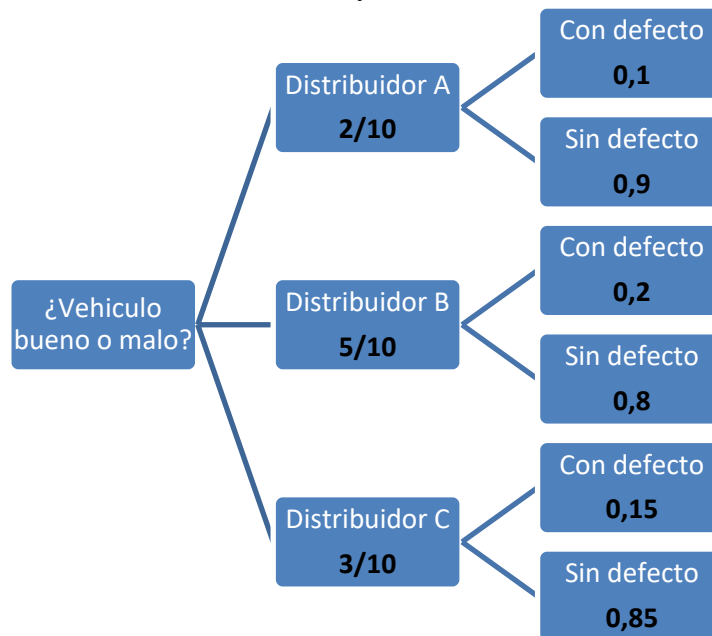 Con defecto
0,1
Distribuidor A
2/10
Sin defecto
0,9
Con defecto
0,2
¿Vehiculo
bueno o malo?
Distribuidor B
5/10
Sin defecto
0,8
Con defecto
0,15
Distribuidor C
3/10
Sin defecto
0,85